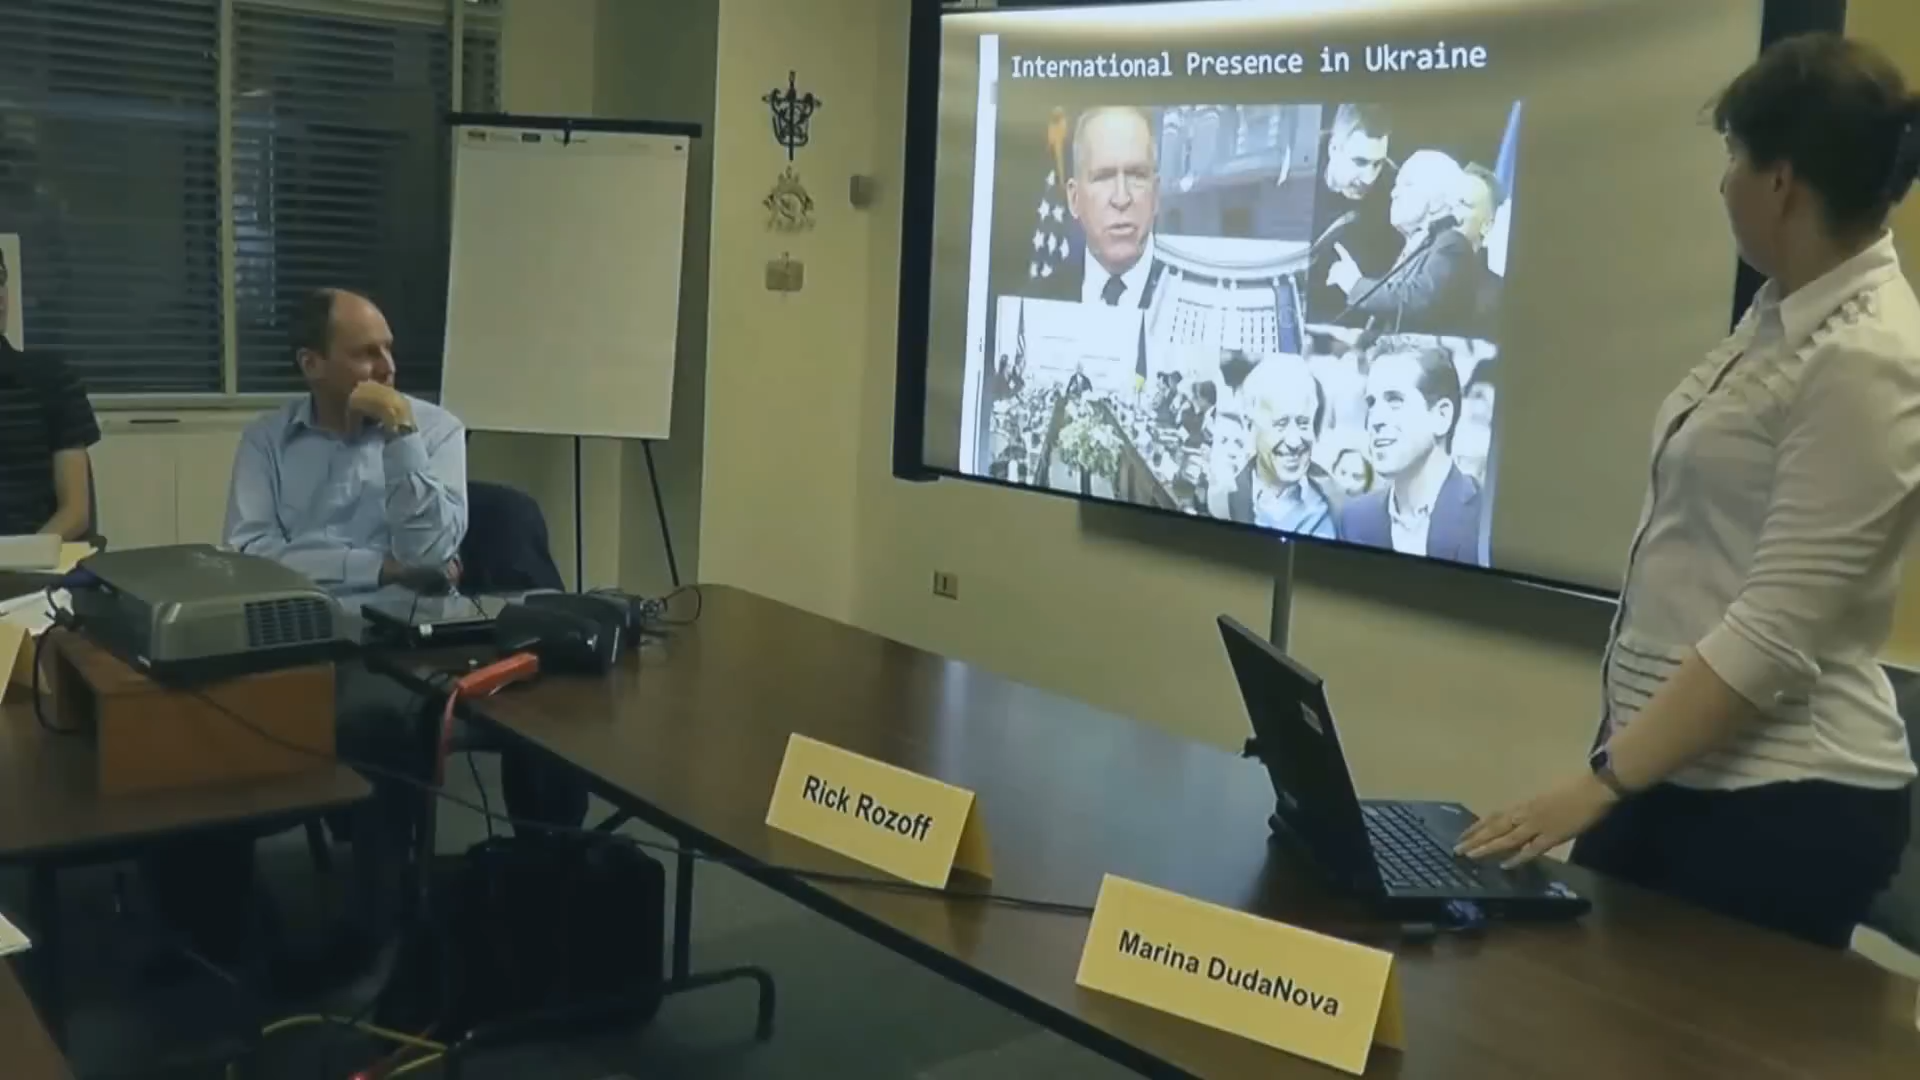 International Presence in Ukraine
Rick Rozoff
Marina DudaNova